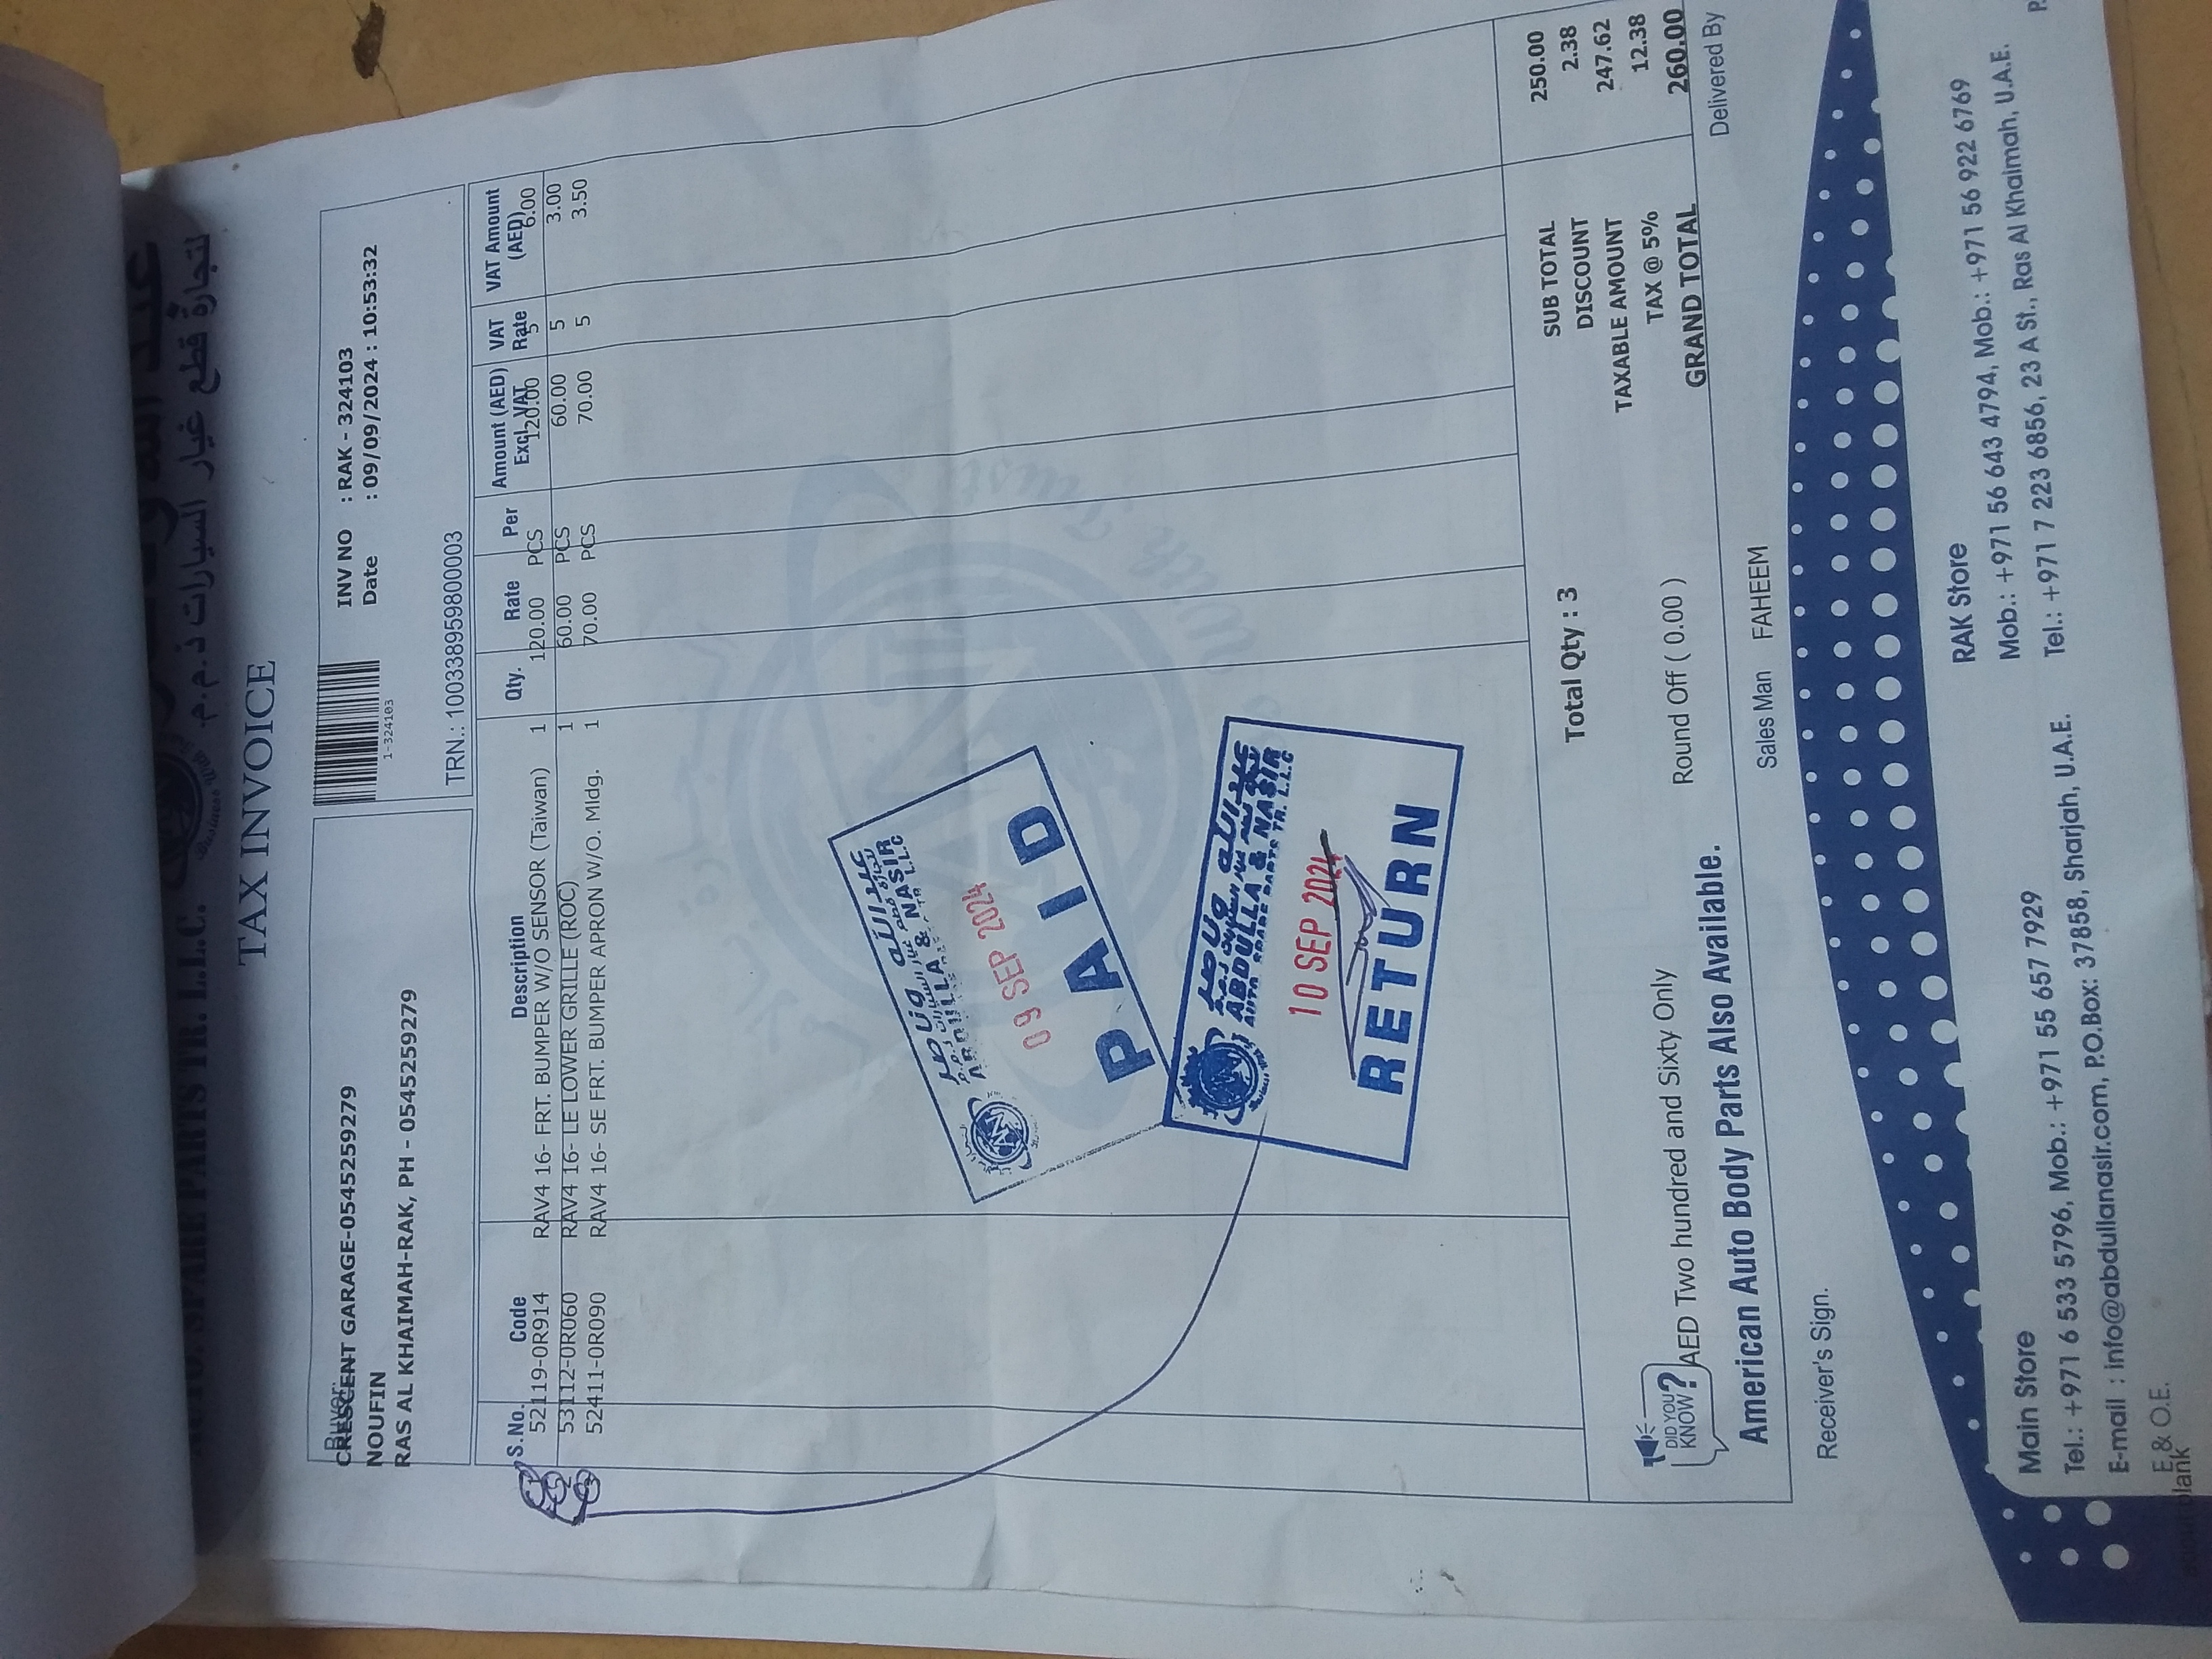 لتجارة قطع غيار السيارات ذ.م.م.
AUTO. SPARE PARTS TR. L.L.C.
TAX INVOICE
Buyer:
CRESCENT GARAGE-0545259279
NOUFIN
RAS AL KHAIMAH-RAK, PH - 0545259279
1-324103
INV NO : RAK - 324103
Date : 09/09/2024 : 10:53:32
TRN.: 100338959800003
S.No. Code Description Qty. Rate Per Amount (AED) Excl. VAT VAT Rate VAT Amount (AED)
52119-0R914 RAV4 16- FRT. BUMPER W/O SENSOR (Taiwan) 1 120.00 PCS 120.00 5 6.00
53112-0R060 RAV4 16- LE LOWER GRILLE (ROC) 1 60.00 PCS 60.00 5 3.00
52411-0R090 RAV4 16- SE FRT. BUMPER APRON W/O. Mldg. 1 70.00 PCS 70.00 5 3.50
ABDULLA & NASIR
09 SEP 2024
PAID
ABDULLA & NASIR
AUTO SPARE PARTS TR. L.L.C
10 SEP 2024
RETURN
Total Qty : 3
SUB TOTAL 250.00
DISCOUNT 2.38
TAXABLE AMOUNT 247.62
TAX @ 5% 12.38
Round Off ( 0.00 )
GRAND TOTAL 260.00
DID YOU KNOW?
AED Two hundred and Sixty Only
American Auto Body Parts Also Available.
Receiver's Sign.
Sales Man FAHEEM
Delivered By
Main Store
Tel.: +971 6 533 5796, Mob.: +971 55 657 7929
E-mail : info@abdullanasir.com, P.O.Box: 37858, Sharjah, U.A.E.
E & O.E.
RAK Store
Mob.: +971 56 643 4794, Mob.: +971 56 922 6769
Tel.: +971 7 223 6856, 23 A St., Ras Al Khaimah, U.A.E.